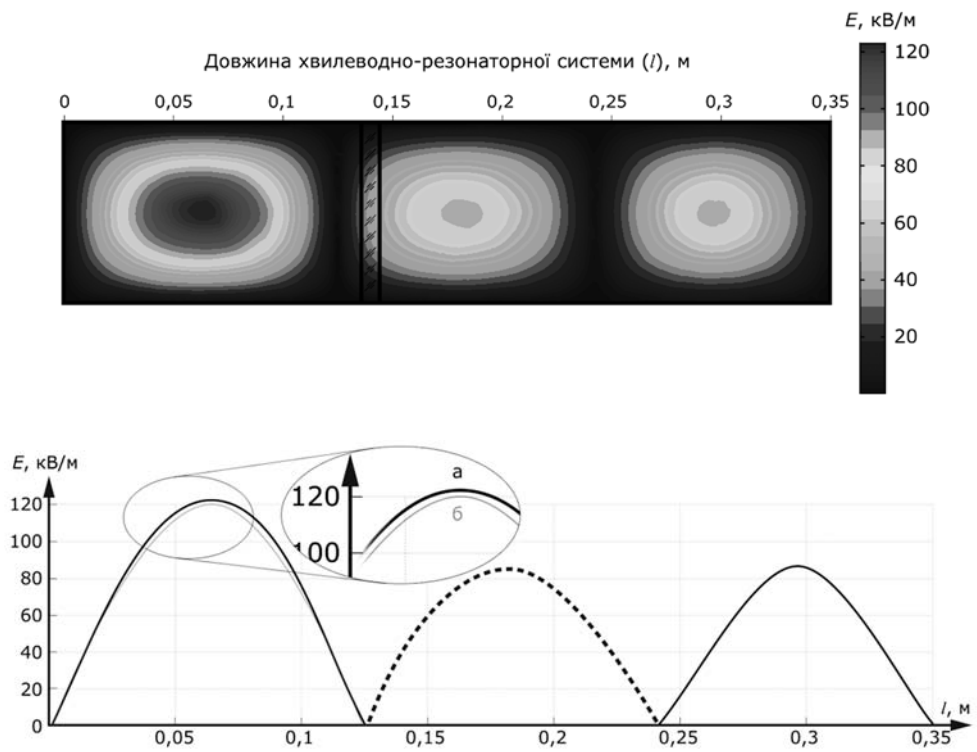 E, кВ/м
Довжина хвилеводно-резонаторної системи (l), м
0 0,05 0,1 0,15 0,2 0,25 0,3 0,35
120
100
80
60
40
20
E, кВ/м
120
100
80
60
40
20
0
120
100
а
б
0,05 0,1 0,15 0,2 0,25 0,3 0,35
l, м